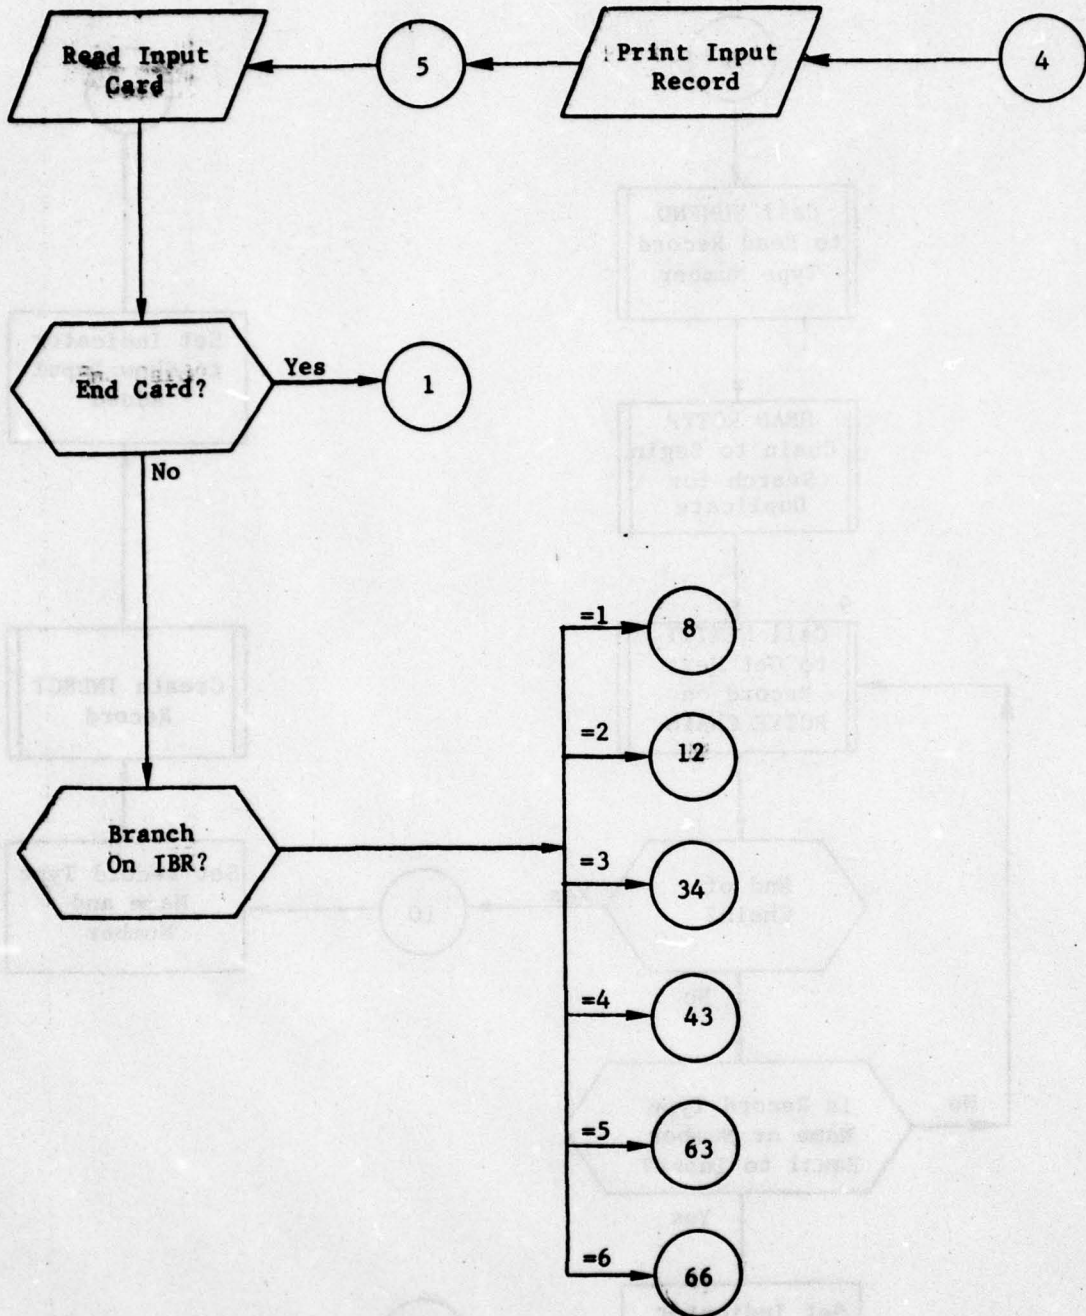 Read Input
Card
5
Print Input
Record
4
End Card?
Yes
1
No
Branch
On IBR?
=1
8
=2
12
=3
34
=4
43
=5
63
=6
66